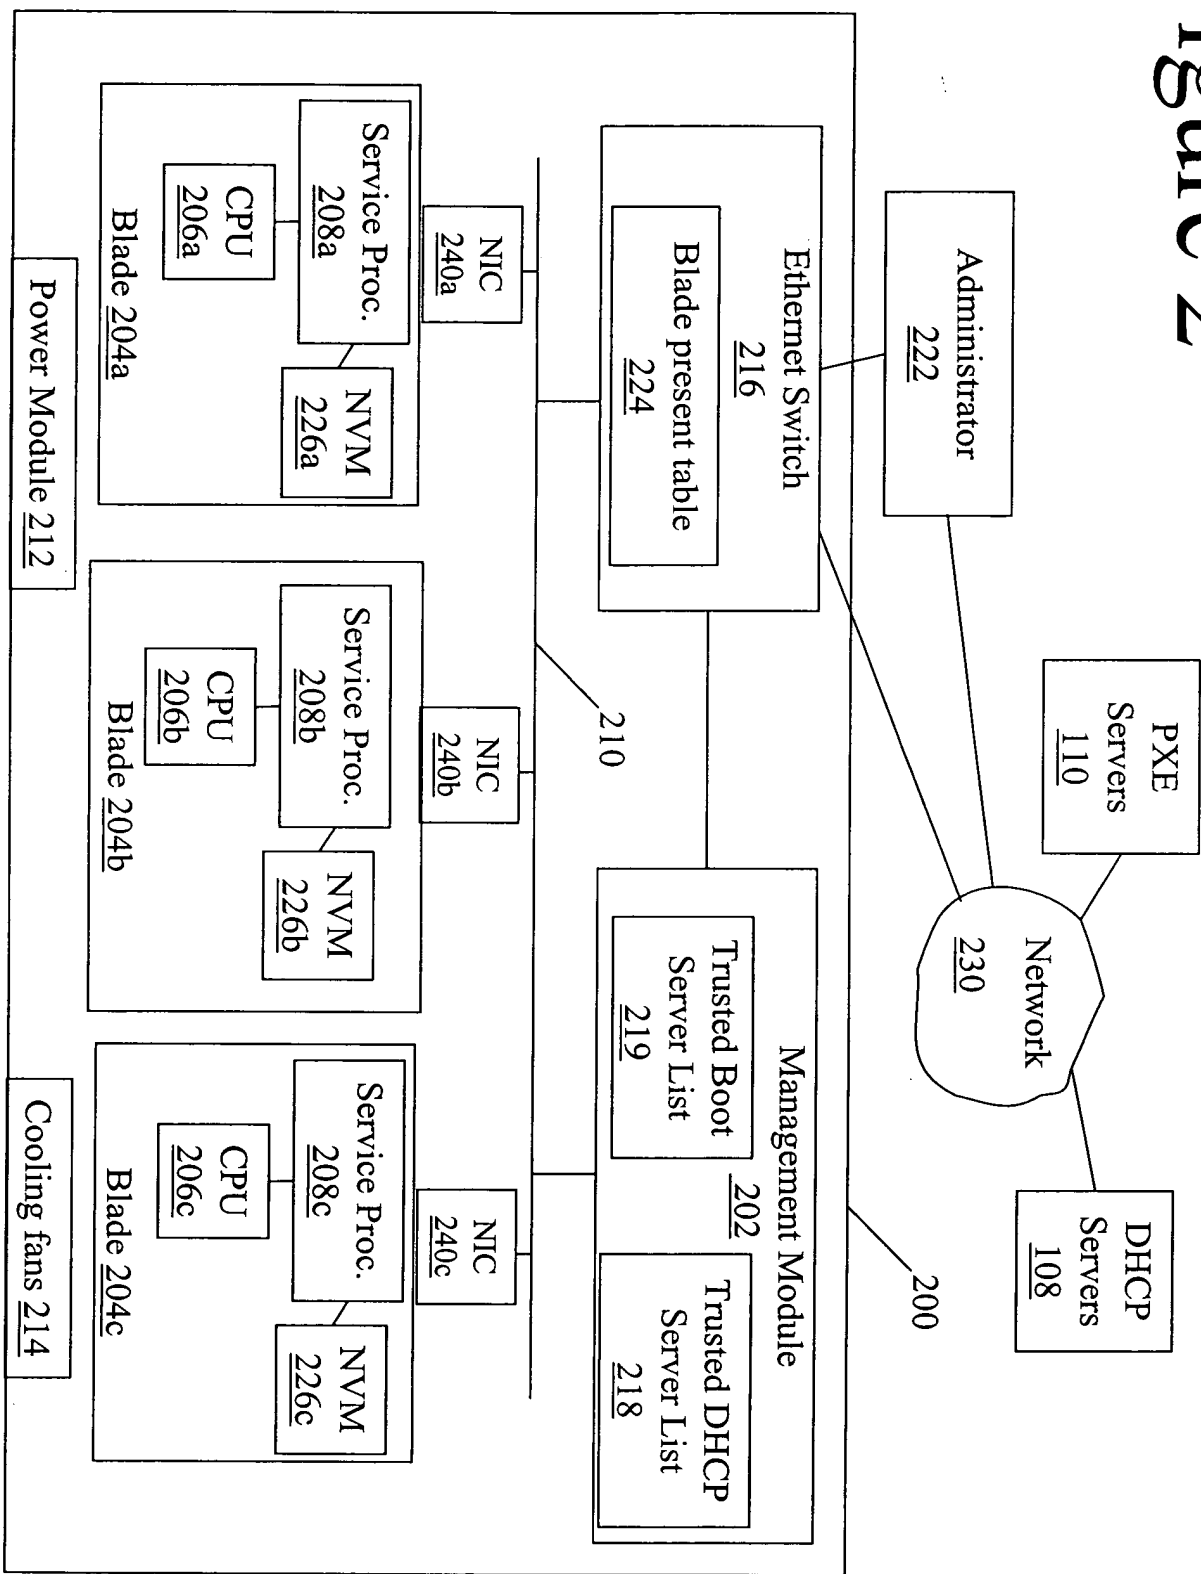 igure 2
PXE
Servers
110
DHCP
Servers
108
Administrator
222
Network
230
200
Ethernet Switch
216
Blade present table
224
Management Module
202
Trusted Boot
Server List
219
Trusted DHCP
Server List
218
210
NIC
240a
NIC
240b
NIC
240c
Service Proc.
208a
NVM
226a
CPU
206a
Blade 204a
Service Proc.
208b
NVM
226b
CPU
206b
Blade 204b
Service Proc.
208c
NVM
226c
CPU
206c
Blade 204c
Power Module 212
Cooling fans 214